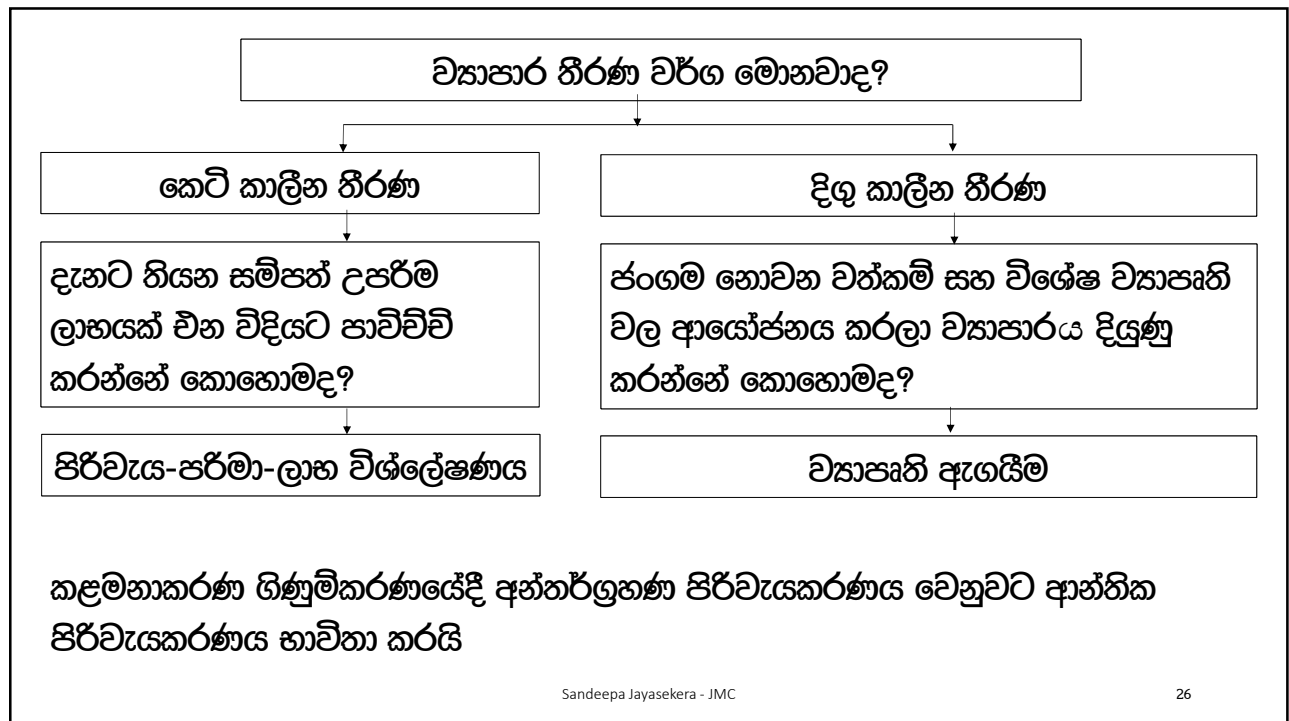 ව්‍යාපාර තීරණ වර්ග මොනවාද?
කෙටි කාලීන තීරණ
දැනට තියන සම්පත් උපරිම
ලාභයක් එන විදියට පාවිච්චි
කරන්නේ කොහොමද?
පිරිවැය-පරිමා-ලාභ විශ්ලේෂණය
දිගු කාලීන තීරණ
ජංගම නොවන වත්කම් සහ විශේෂ ව්‍යාපෘති
වල ආයෝජනය කරලා ව්‍යාපාරය දියුණු
කරන්නේ කොහොමද?
ව්‍යාපෘති ඇගයීම
කළමනාකරණ ගිණුම්කරණයේදී අන්තර්ග්‍රහණ පිරිවැයකරණය වෙනුවට ආන්තික
පිරිවැයකරණය භාවිතා කරයි
Sandeepa Jayasekera - JMC
26